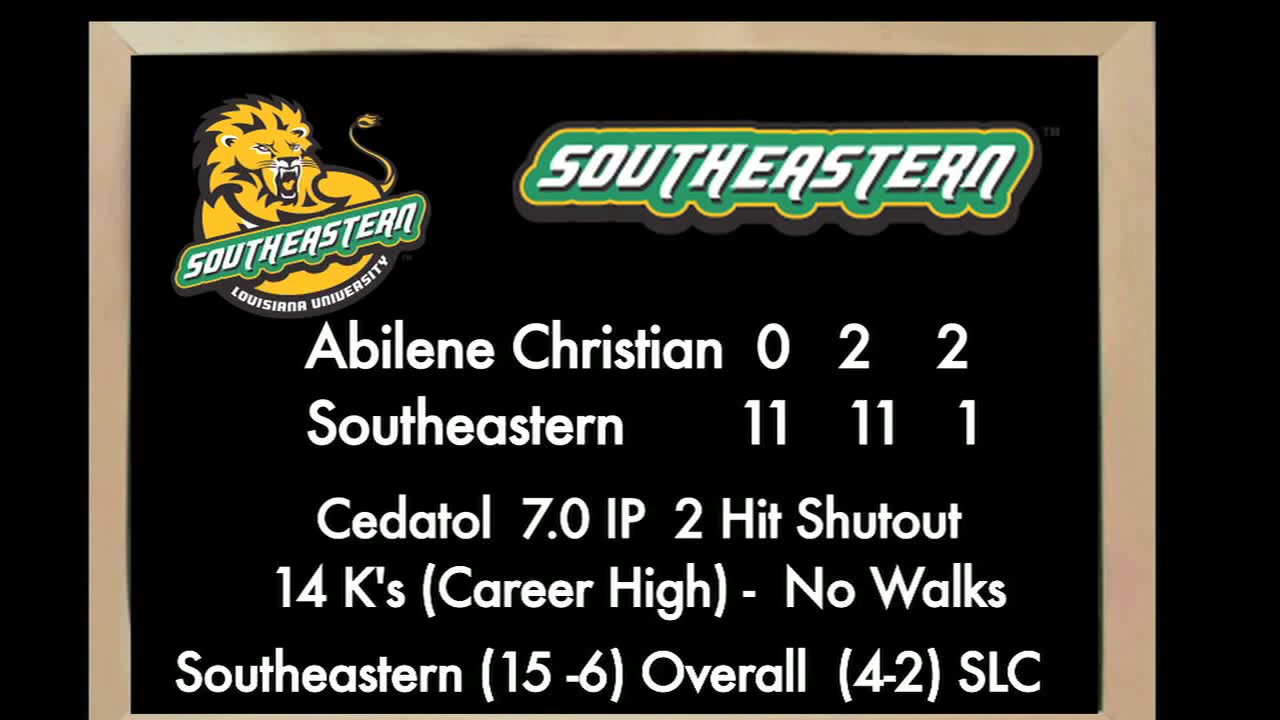 SOUTHEASTERN
LOUISIANA UNIVERSITY
SOUTHEASTERN™
Abilene Christian 0 2 2
Southeastern 11 11 1
Cedatol 7.0 IP 2 Hit Shutout
14 K's (Career High) - No Walks
Southeastern (15 -6) Overall (4-2) SLC